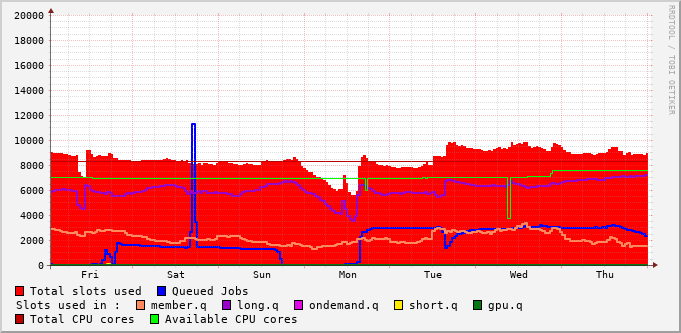 20000
18000
16000
14000
12000
10000
8000
6000
4000
2000
0
Fri Sat Sun Mon Tue Wed Thu
RRDTOOL / TOBI OETIKER
Total slots used Queued Jobs
Slots used in : member.q long.q ondemand.q short.q gpu.q
Total CPU cores Available CPU cores